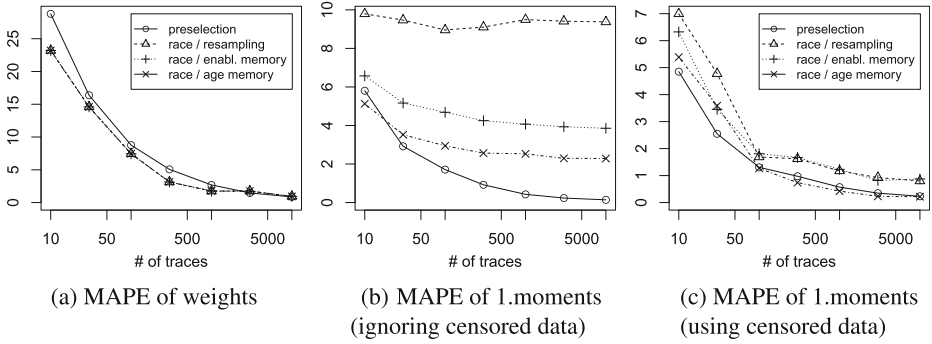 preselection
race / resampling
race / enabl. memory
race / age memory
25
20
15
10
5
0
10 50 500 5000
# of traces
(a) MAPE of weights
preselection
race / resampling
race / enabl. memory
race / age memory
10
8
6
4
2
0
10 50 500 5000
# of traces
(b) MAPE of 1.moments
(ignoring censored data)
preselection
race / resampling
race / enabl. memory
race / age memory
7
6
5
4
3
2
1
0
10 50 500 5000
# of traces
(c) MAPE of 1.moments
(using censored data)